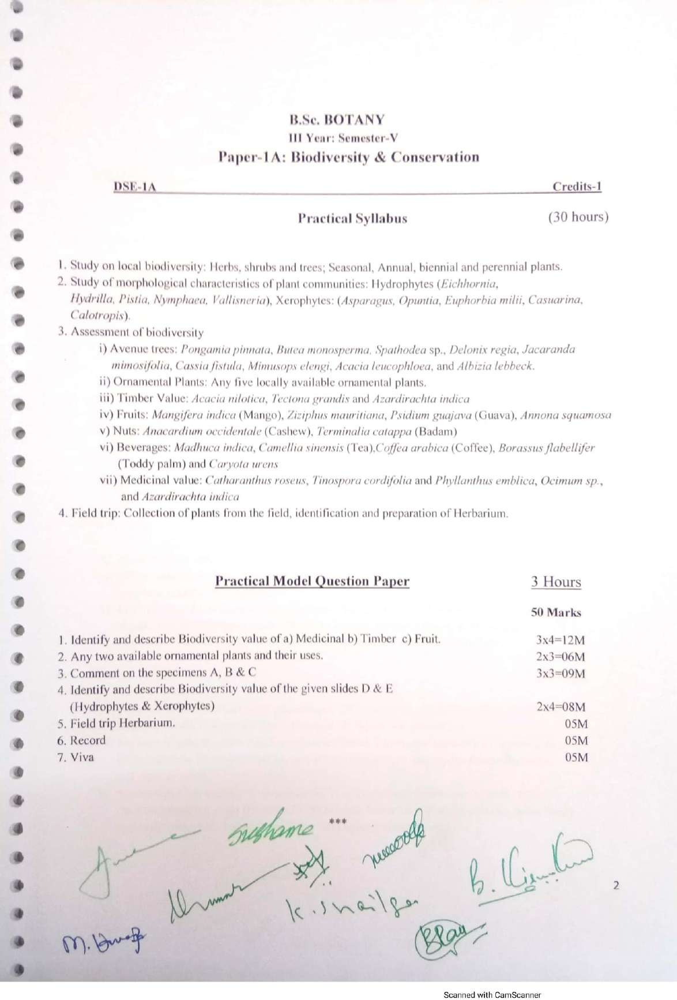 B.Sc. BOTANY
III Year: Semester-V
Paper-1A: Biodiversity & Conservation
DSE-1A Credits-1
Practical Syllabus (30 hours)
1. Study on local biodiversity: Herbs, shrubs and trees; Seasonal, Annual, biennial and perennial plants.
2. Study of morphological characteristics of plant communities: Hydrophytes (Eichhornia,
Hydrilla, Pistia, Nymphaea, Vallisneria), Xerophytes: (Asparagus, Opuntia, Euphorbia milii, Casuarina,
Calotropis).
3. Assessment of biodiversity
i) Avenue trees: Pongamia pinnata, Butea monosperma, Spathodea sp., Delonix regia, Jacaranda
mimosifolia, Cassia fistula, Mimusops elengi, Acacia leucophloea, and Albizia lebbeck.
ii) Ornamental Plants: Any five locally available ornamental plants.
iii) Timber Value: Acacia nilotica, Tectona grandis and Azardirachta indica
iv) Fruits: Mangifera indica (Mango), Ziziphus mauritiana, Psidium guajava (Guava), Annona squamosa
v) Nuts: Anacardium occidentale (Cashew), Terminalia catappa (Badam)
vi) Beverages: Madhuca indica, Camellia sinensis (Tea),Coffea arabica (Coffee), Borassus flabellifer
(Toddy palm) and Caryota urens
vii) Medicinal value: Catharanthus roseus, Tinospora cordifolia and Phyllanthus emblica, Ocimum sp.,
and Azardirachta indica
4. Field trip: Collection of plants from the field, identification and preparation of Herbarium.
Practical Model Question Paper 3 Hours
50 Marks
1. Identify and describe Biodiversity value of a) Medicinal b) Timber c) Fruit. 3x4=12M
2. Any two available ornamental plants and their uses. 2x3=06M
3. Comment on the specimens A, B & C 3x3=09M
4. Identify and describe Biodiversity value of the given slides D & E
(Hydrophytes & Xerophytes) 2x4=08M
5. Field trip Herbarium. 05M
6. Record 05M
7. Viva 05M
***
2
Scanned with CamScanner